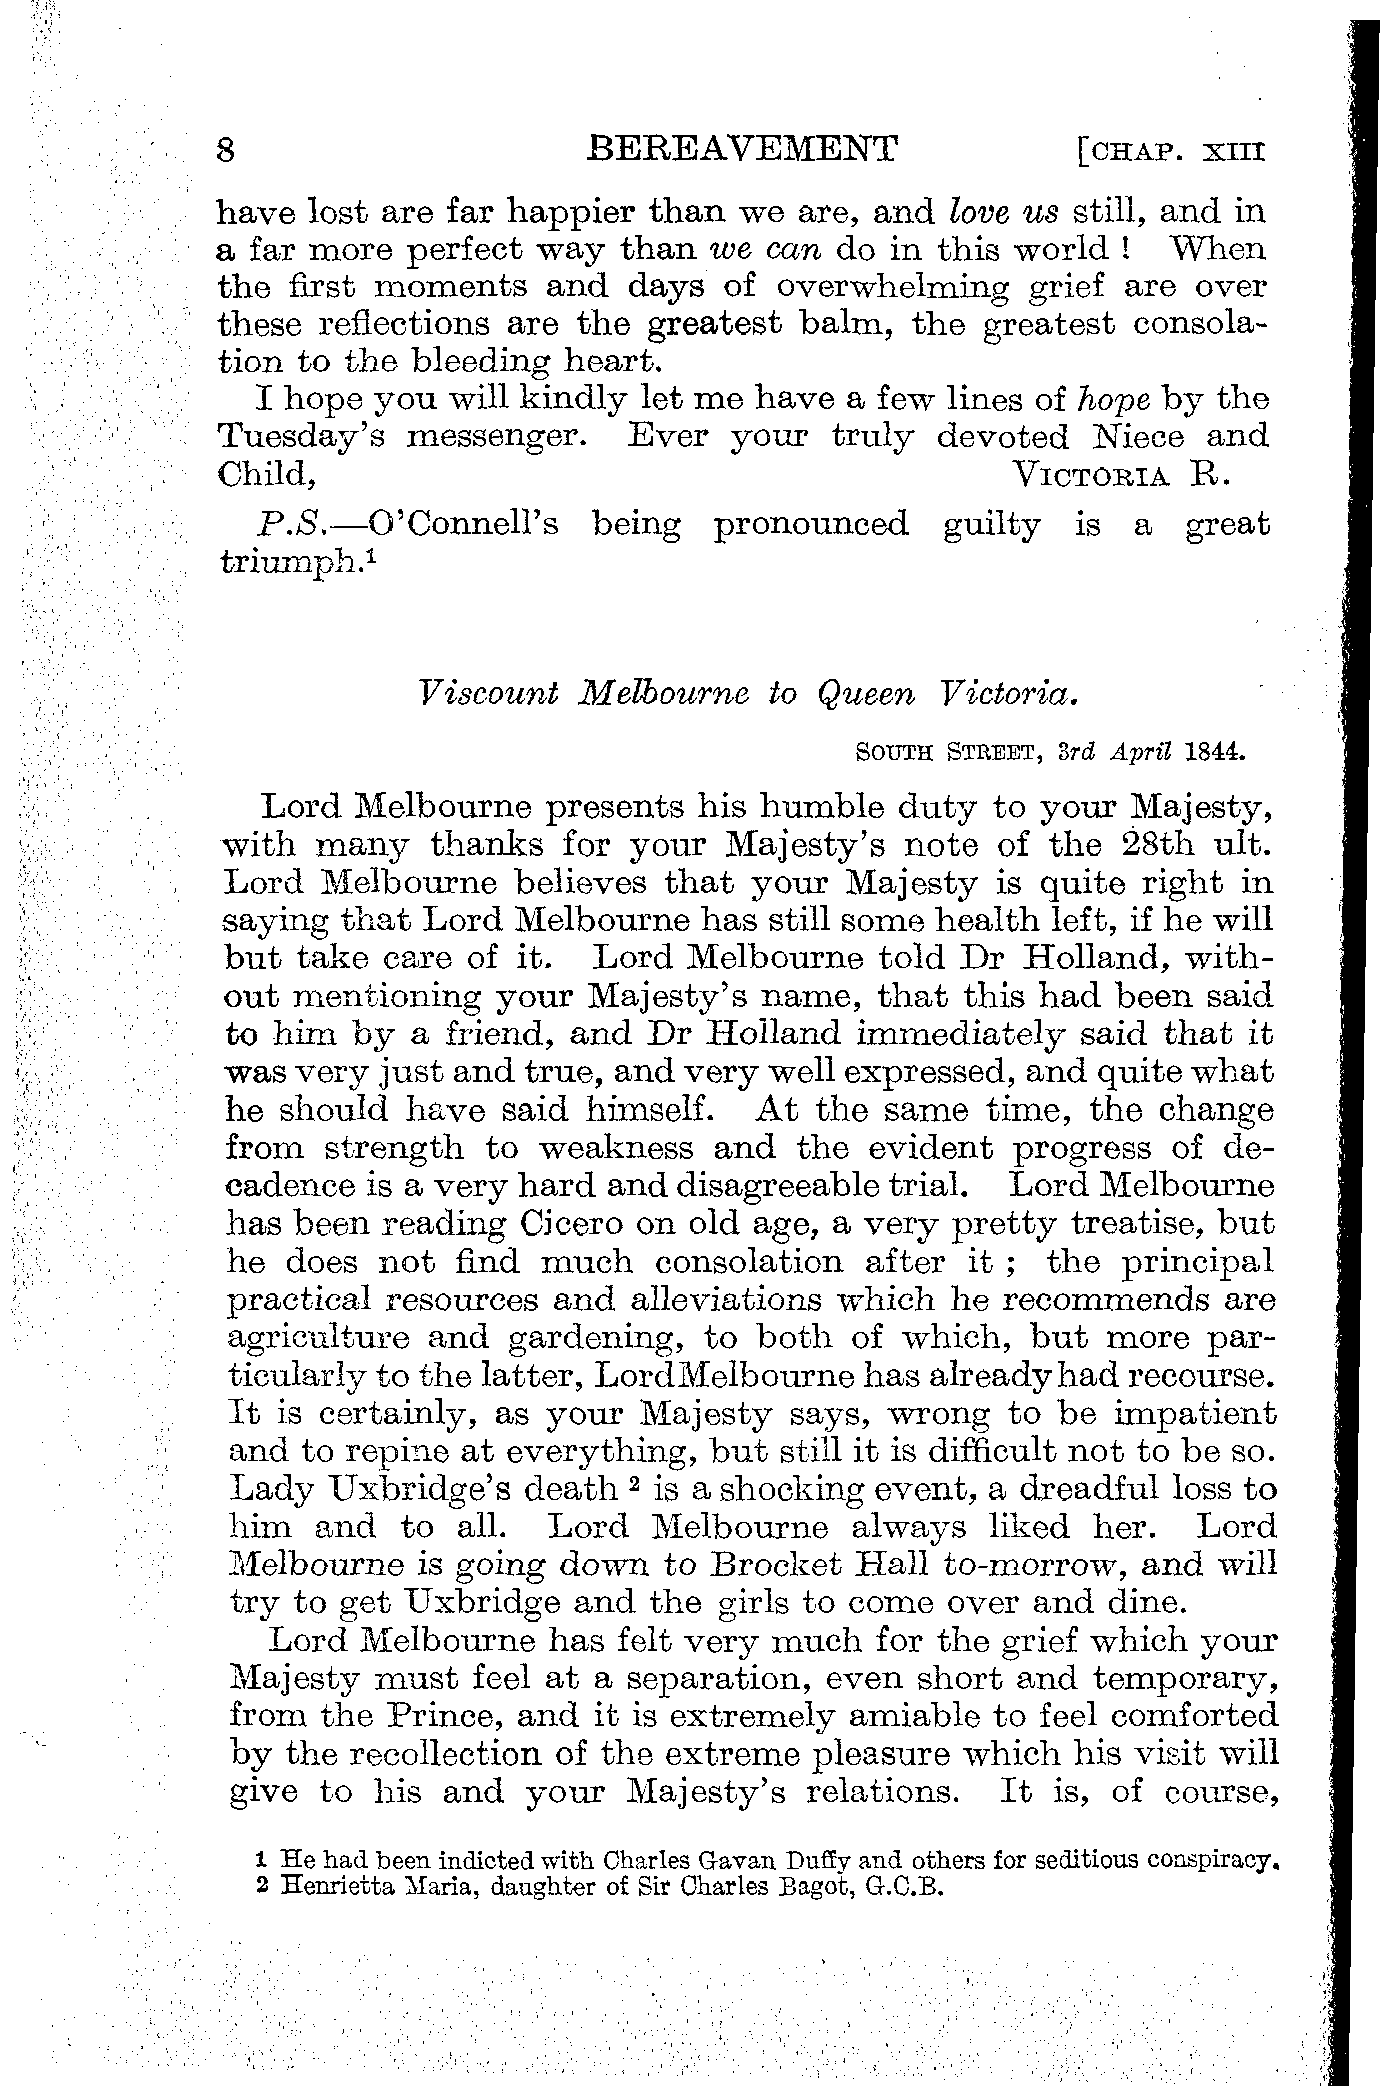 8 BEREAVEMENT [CHAP. XIII
have lost are far happier than we are, and love us still, and in
a far more perfect way than we can do in this world ! When
the first moments and days of overwhelming grief are over
these reflections are the greatest balm, the greatest consola-
tion to the bleeding heart.
I hope you will kindly let me have a few lines of hope by the
Tuesday's messenger. Ever your truly devoted Niece and
Child, VICTORIA R.
P.S.—O'Connell's being pronounced guilty is a great
triumph.¹
Viscount Melbourne to Queen Victoria.
SOUTH STREET, 3rd April 1844.
Lord Melbourne presents his humble duty to your Majesty,
with many thanks for your Majesty's note of the 28th ult.
Lord Melbourne believes that your Majesty is quite right in
saying that Lord Melbourne has still some health left, if he will
but take care of it. Lord Melbourne told Dr Holland, with-
out mentioning your Majesty's name, that this had been said
to him by a friend, and Dr Holland immediately said that it
was very just and true, and very well expressed, and quite what
he should have said himself. At the same time, the change
from strength to weakness and the evident progress of de-
cadence is a very hard and disagreeable trial. Lord Melbourne
has been reading Cicero on old age, a very pretty treatise, but
he does not find much consolation after it ; the principal
practical resources and alleviations which he recommends are
agriculture and gardening, to both of which, but more par-
ticularly to the latter, Lord Melbourne has already had recourse.
It is certainly, as your Majesty says, wrong to be impatient
and to repine at everything, but still it is difficult not to be so.
Lady Uxbridge's death ² is a shocking event, a dreadful loss to
him and to all. Lord Melbourne always liked her. Lord
Melbourne is going down to Brocket Hall to-morrow, and will
try to get Uxbridge and the girls to come over and dine.
Lord Melbourne has felt very much for the grief which your
Majesty must feel at a separation, even short and temporary,
from the Prince, and it is extremely amiable to feel comforted
by the recollection of the extreme pleasure which his visit will
give to his and your Majesty's relations. It is, of course,
1 He had been indicted with Charles Gavan Duffy and others for seditious conspiracy.
2 Henrietta Maria, daughter of Sir Charles Bagot, G.C.B.